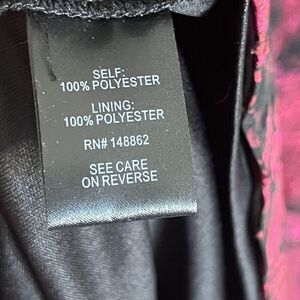 SELF:
100% POLYESTER
LINING:
100% POLYESTER
RN# 148862
SEE CARE
ON REVERSE